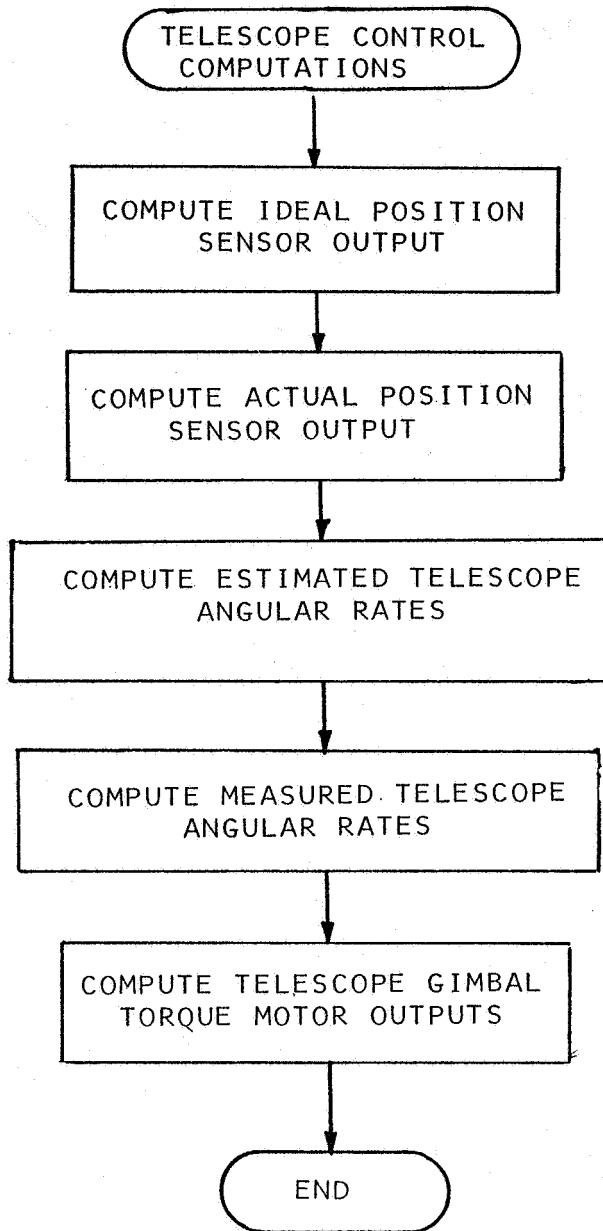 TELESCOPE CONTROL
COMPUTATIONS
COMPUTE IDEAL POSITION
SENSOR OUTPUT
COMPUTE ACTUAL POSITION
SENSOR OUTPUT
COMPUTE ESTIMATED TELESCOPE
ANGULAR RATES
COMPUTE MEASURED TELESCOPE
ANGULAR RATES
COMPUTE TELESCOPE GIMBAL
TORQUE MOTOR OUTPUTS
END